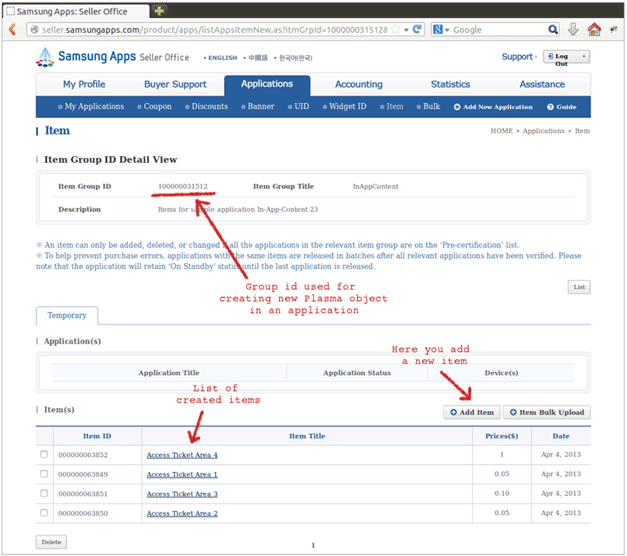 Samsung Apps: Seller Office
seller.samsungapps.com/product/apps/listAppsItemNew.as?itmGrpId=1000000315128
Google
Samsung Apps Seller Office
• ENGLISH • 中國語 • 한국어(한국)
Support
Log Out
My Profile Buyer Support Applications Accounting Statistics Assistance
My Applications Coupon Discounts Banner UID Widget ID Item Bulk Add New Application Guide
Item
HOME > Applications > Item
Item Group ID Detail View
Item Group ID 100000031512 Item Group Title InAppContent
Description Items for sample application In-App-Content 23
※ An item can only be added, deleted, or changed if all the applications in the relevant item group are on the 'Pre-certification' list.
※ To help prevent purchase errors, applications with the same items are released in batches after all relevant applications have been verified. Please
note that the application will retain 'On Standby' status until the last application is released.
Group id used for
creating new Plasma object
in an application
List
Temporary
Here you add
a new item
Application(s)
Application Title Application Status Device(s)
List of
created items
Item(s)
Add Item Item Bulk Upload
Item ID Item Title Prices($) Date
000000063852 Access Ticket Area 4 1 Apr 4, 2013
000000063849 Access Ticket Area 1 0.05 Apr 4, 2013
000000063851 Access Ticket Area 3 0.10 Apr 4, 2013
000000063850 Access Ticket Area 2 0.05 Apr 4, 2013
Delete
1